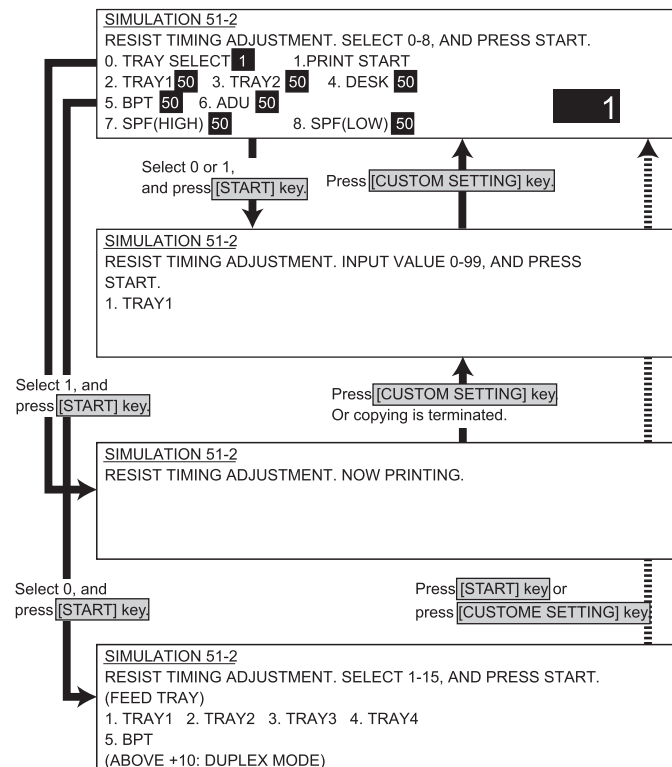 SIMULATION 51-2
RESIST TIMING ADJUSTMENT. SELECT 0-8, AND PRESS START.
0. TRAY SELECT 1 1.PRINT START
2. TRAY1 50 3. TRAY2 50 4. DESK 50
5. BPT 50 6. ADU 50
1
7. SPF(HIGH) 50 8. SPF(LOW) 50
Select 0 or 1,
and press [START] key.
Press [CUSTOM SETTING] key.
SIMULATION 51-2
RESIST TIMING ADJUSTMENT. INPUT VALUE 0-99, AND PRESS
START.
1. TRAY1
Select 1, and
press [START] key.
Press [CUSTOM SETTING] key
Or copying is terminated.
SIMULATION 51-2
RESIST TIMING ADJUSTMENT. NOW PRINTING.
Select 0, and
press [START] key.
Press [START] key or
press [CUSTOME SETTING] key
SIMULATION 51-2
RESIST TIMING ADJUSTMENT. SELECT 1-15, AND PRESS START.
(FEED TRAY)
1. TRAY1 2. TRAY2 3. TRAY3 4. TRAY4
5. BPT
(ABOVE +10: DUPLEX MODE)